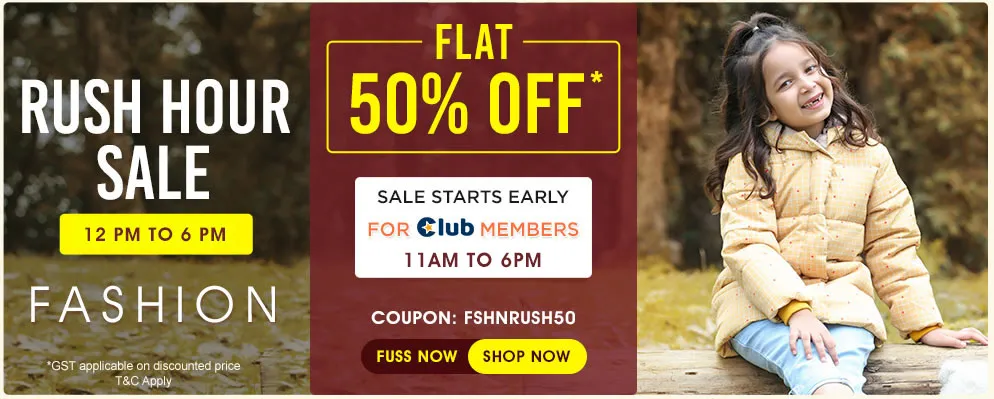 RUSH HOUR
SALE
12 PM TO 6 PM
FASHION
*GST applicable on discounted price
T&C Apply
FLAT
50% OFF*
SALE STARTS EARLY
FOR Club MEMBERS
11AM TO 6PM
COUPON: FSHNRUSH50
FUSS NOW SHOP NOW